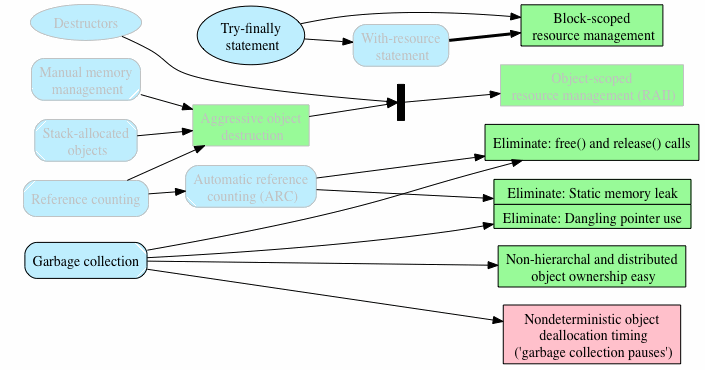 Destructors
Try-finally
statement
With-resource
statement
Block-scoped
resource management
Manual memory
management
Object-scoped
resource management (RAII)
Stack-allocated
objects
Aggressive object
destruction
Eliminate: free() and release() calls
Reference counting
Automatic reference
counting (ARC)
Eliminate: Static memory leak
Eliminate: Dangling pointer use
Garbage collection
Non-hierarchal and distributed
object ownership easy
Nondeterministic object
deallocation timing
('garbage collection pauses')